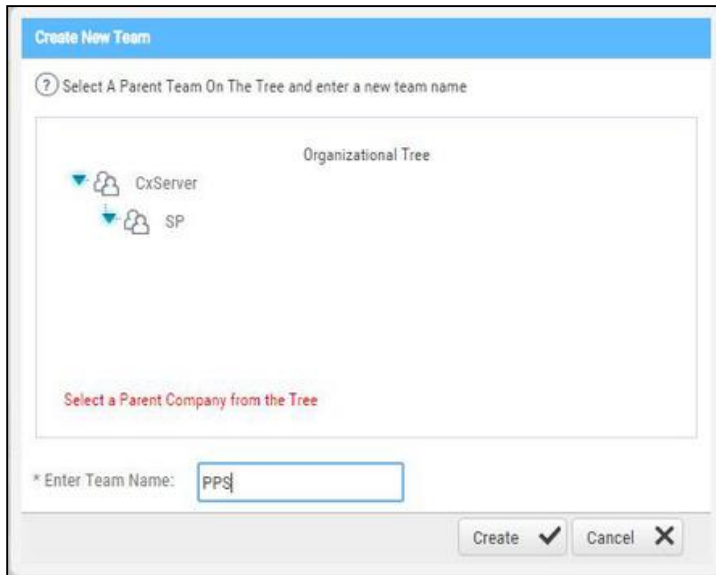 Create New Team
? Select A Parent Team On The Tree and enter a new team name
Organizational Tree
CxServer
SP
Select a Parent Company from the Tree
* Enter Team Name: PPS
Create Cancel